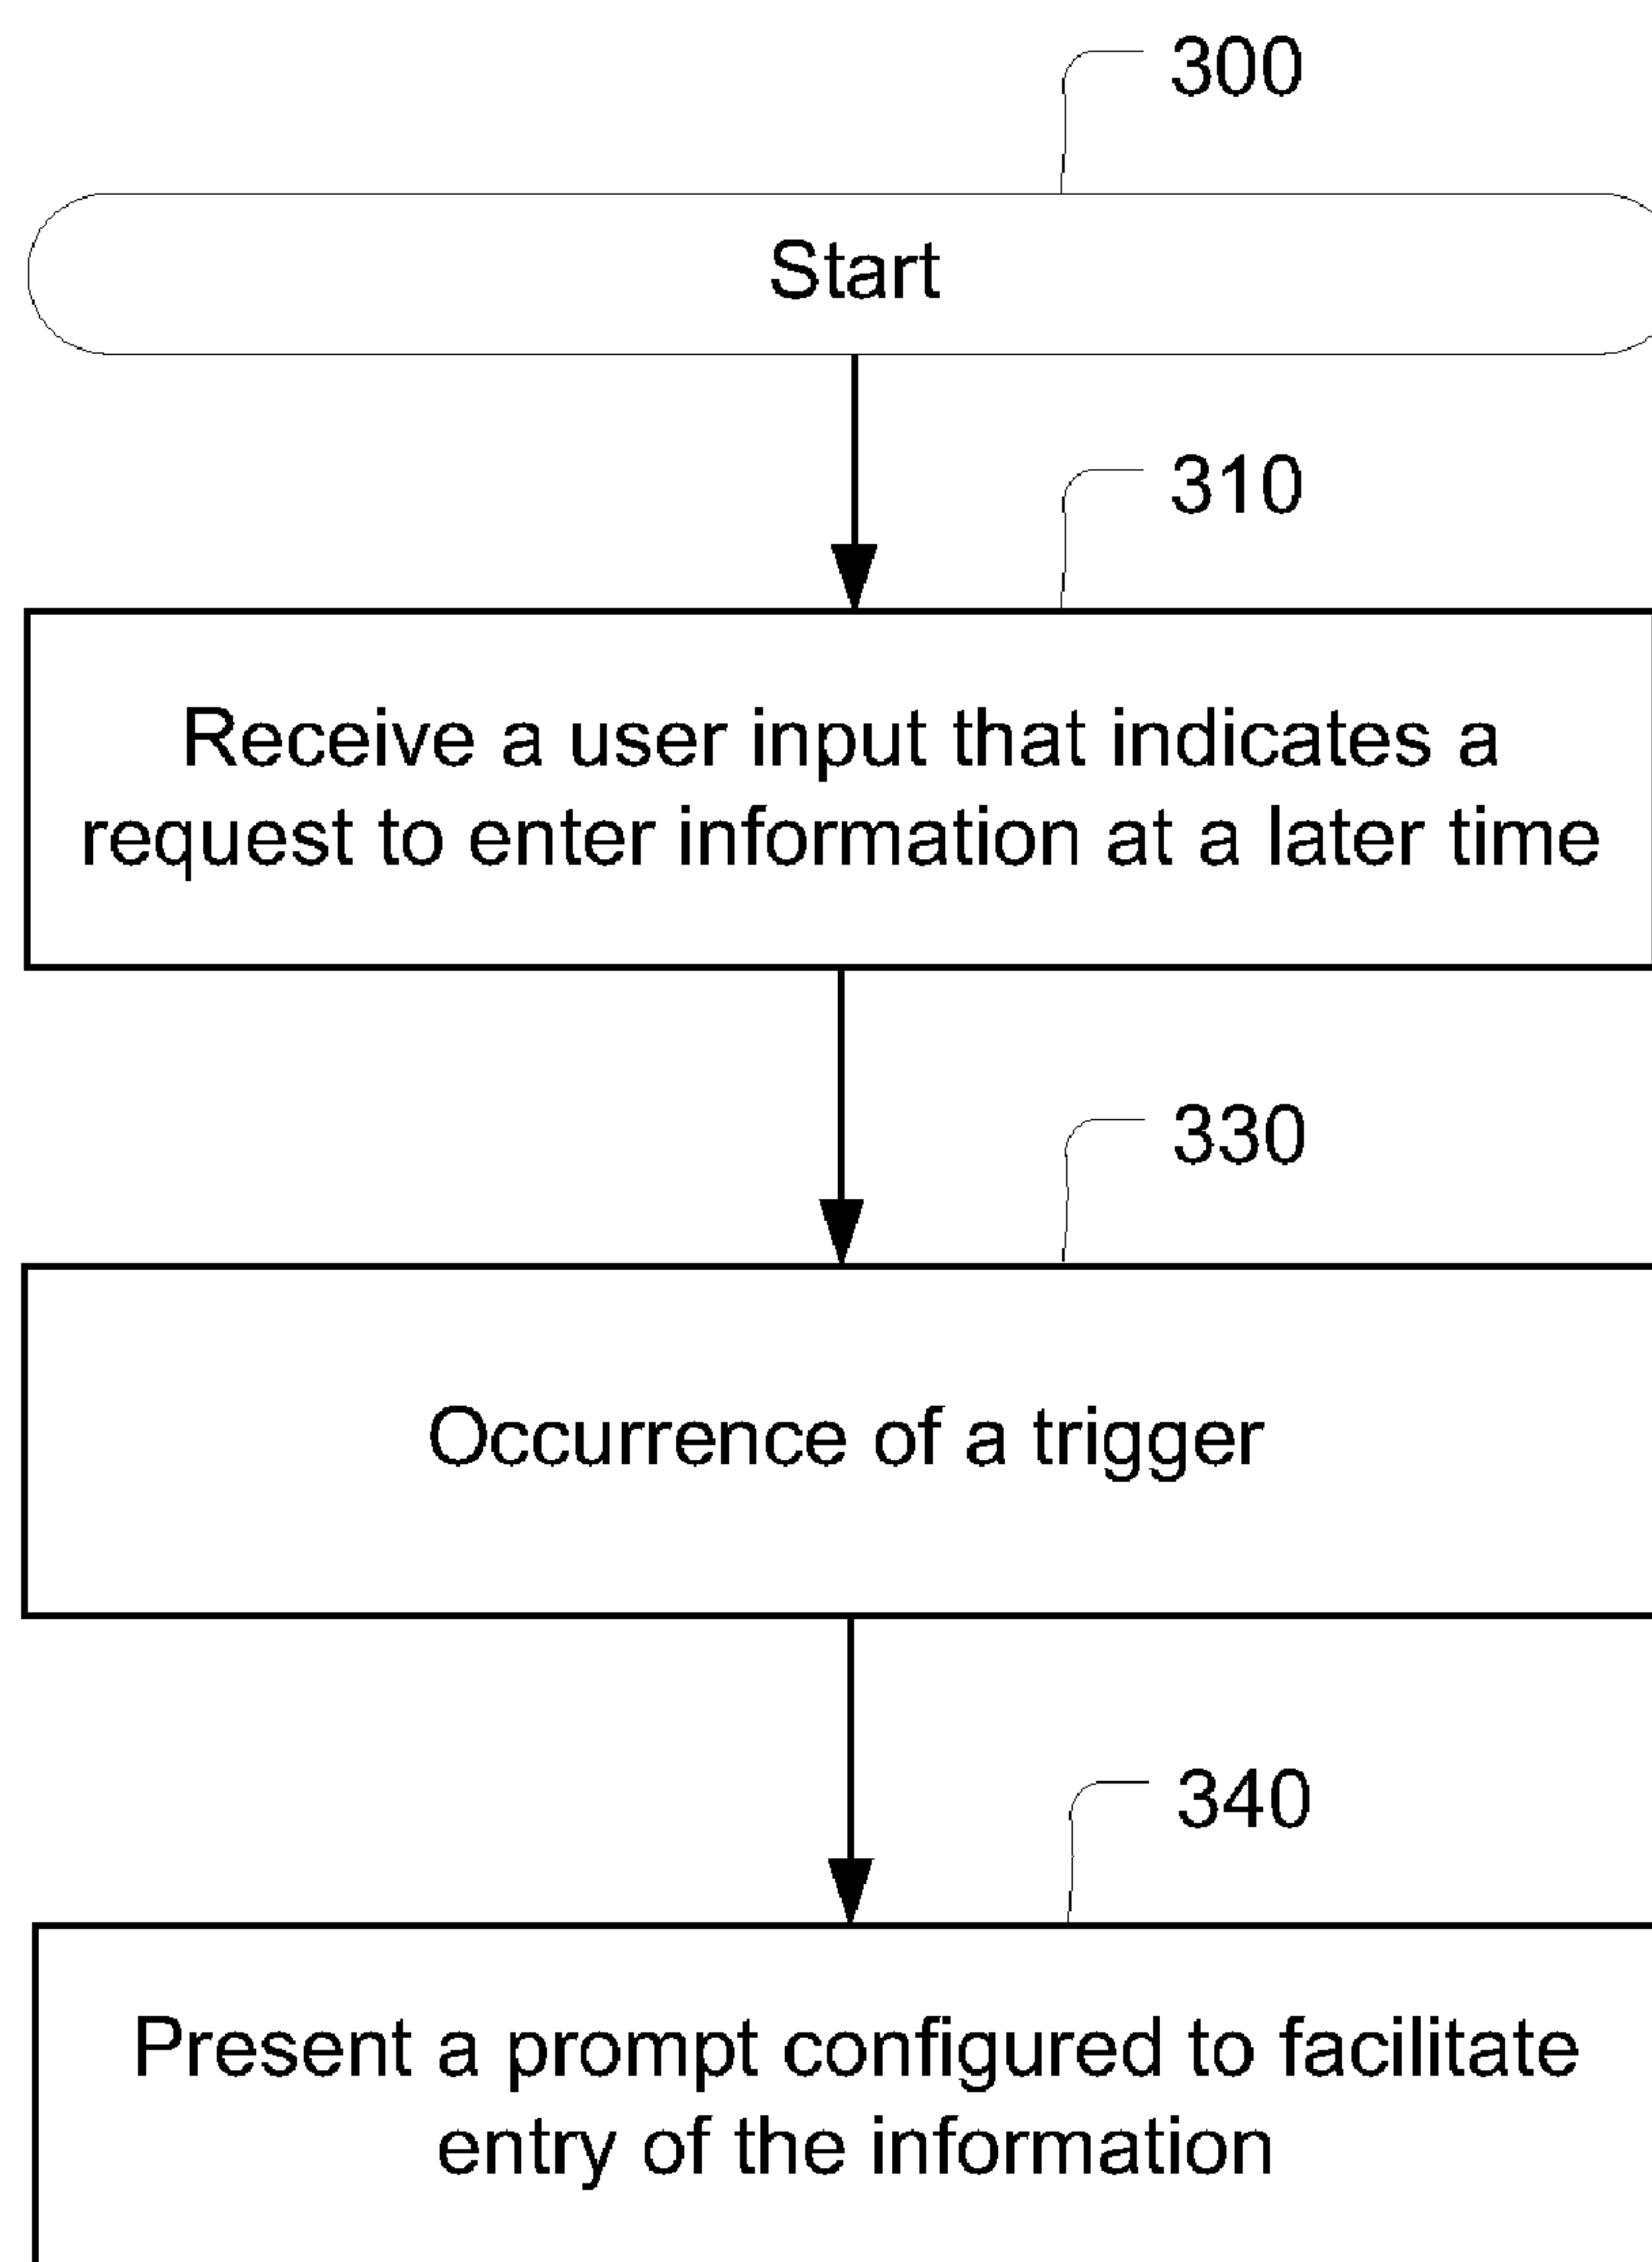 300
Start
310
Receive a user input that indicates a
request to enter information at a later time
330
Occurrence of a trigger
340
Present a prompt configured to facilitate
entry of the information